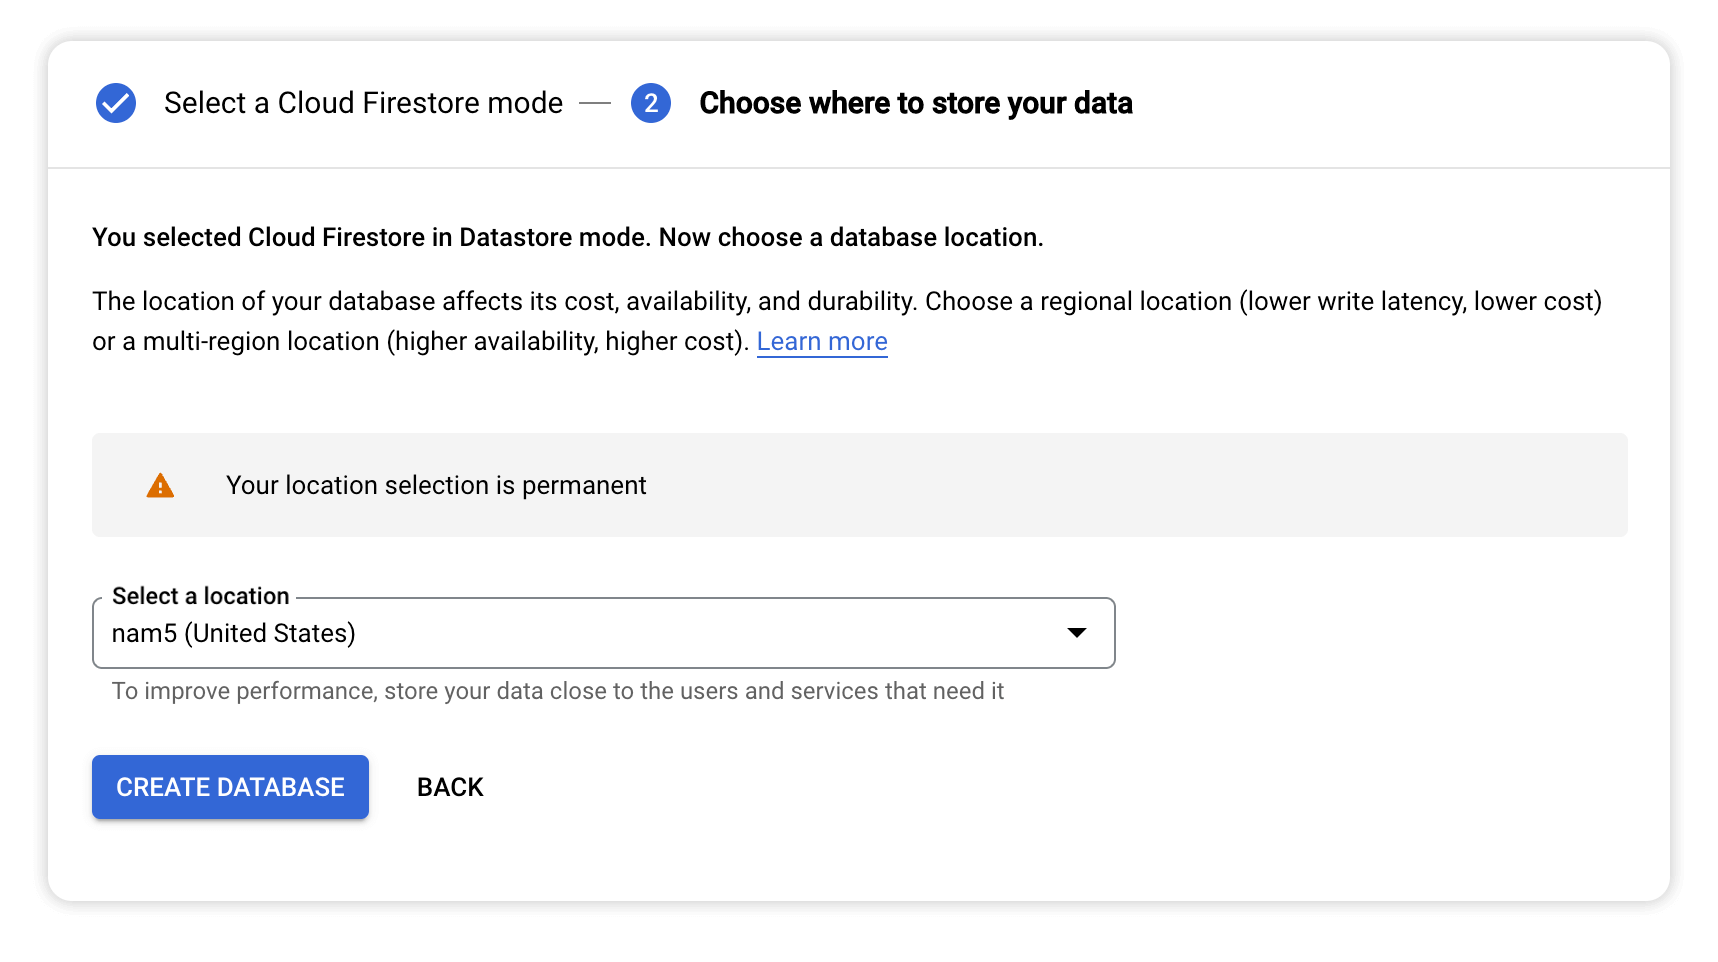 Select a Cloud Firestore mode — 2 Choose where to store your data
You selected Cloud Firestore in Datastore mode. Now choose a database location.
The location of your database affects its cost, availability, and durability. Choose a regional location (lower write latency, lower cost)
or a multi-region location (higher availability, higher cost). Learn more
Your location selection is permanent
Select a location
nam5 (United States)
To improve performance, store your data close to the users and services that need it
CREATE DATABASE BACK